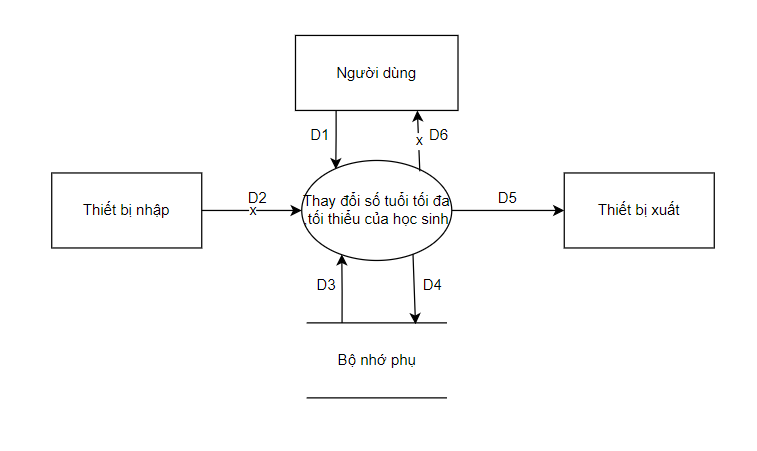 Người dùng
D1
x D6
Thiết bị nhập
D2
x
Thay đổi số tuổi tối đa
,tối thiểu của học sinh
D5
Thiết bị xuất
D3
D4
Bộ nhớ phụ